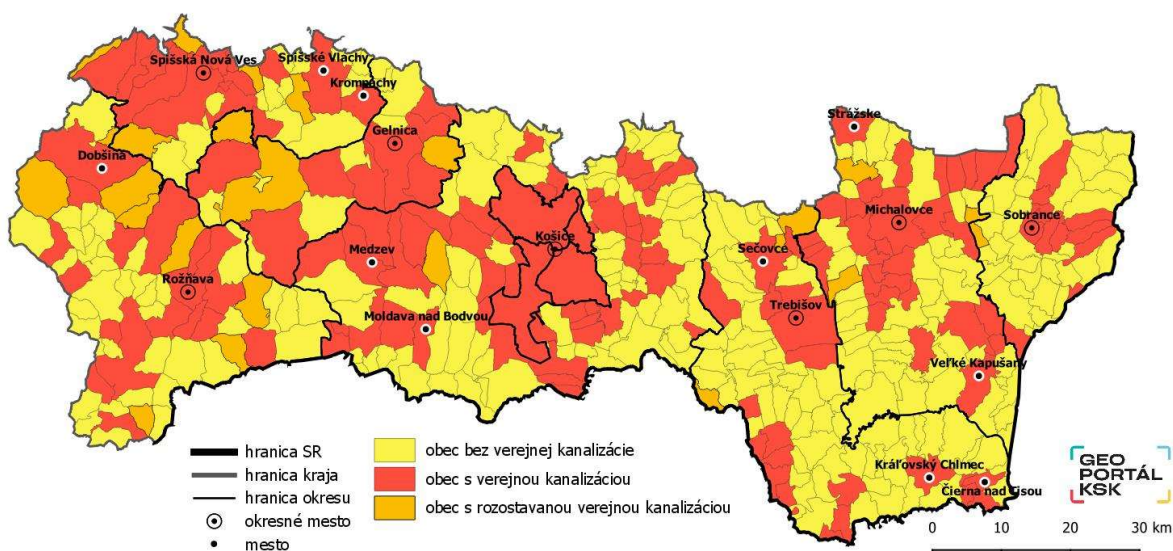 Spišská Nová Ves
Spišské Vlachy
Krompachy
Gelnica
Dobšiná
Strážske
Michalovce
Sobrance
Košice
Medzev
Sečovce
Rožňava
Trebišov
Moldava nad Bodvou
Veľké Kapušany
Kráľovský Chlmec
Čierna nad Tisou
hranica SR
hranica kraja
hranica okresu
okresné mesto
mesto
obec bez verejnej kanalizácie
obec s verejnou kanalizáciou
obec s rozostavanou verejnou kanalizáciou
GEO
PORTÁL
KSK
0 10 20 30 km